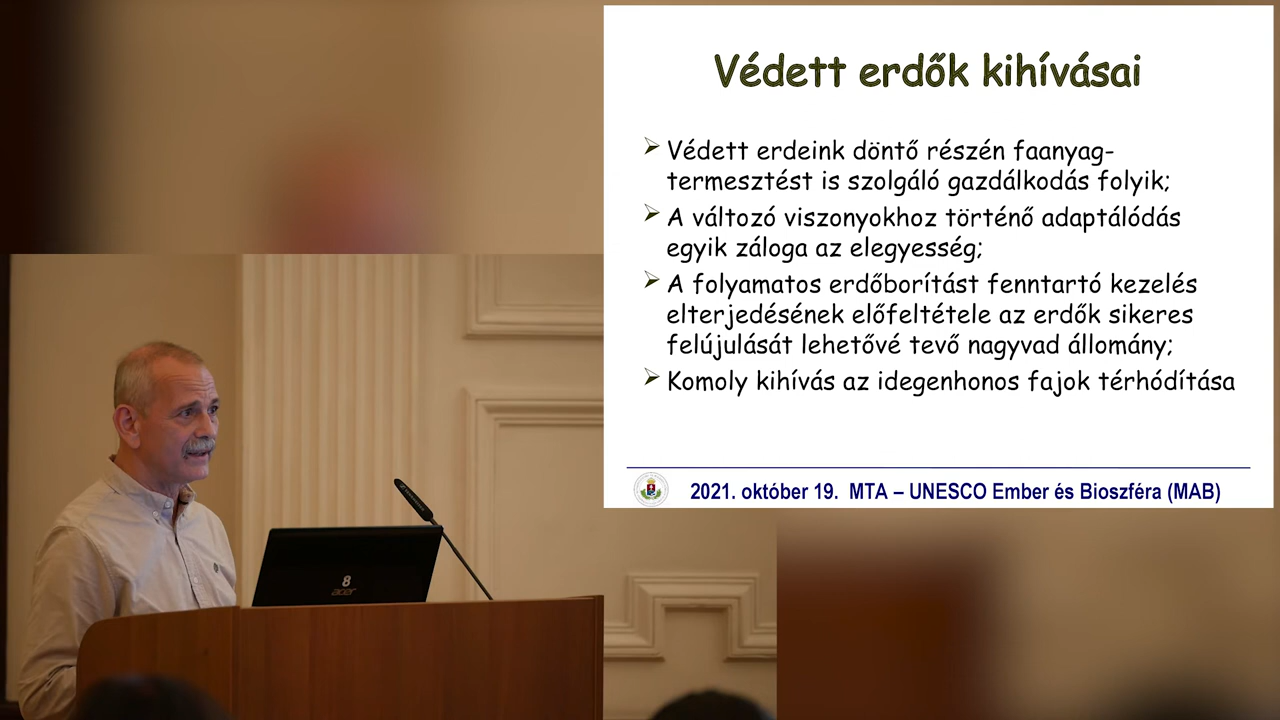 Védett erdők kihívásai
Védett erdeink döntő részén faanyag-
termesztést is szolgáló gazdálkodás folyik;
A változó viszonyokhoz történő adaptálódás
egyik záloga az elegyesség;
A folyamatos erdőborítást fenntartó kezelés
elterjedésének előfeltétele az erdők sikeres
felújulását lehetővé tevő nagyvad állomány;
Komoly kihívás az idegenhonos fajok térhódítása
2021. október 19. MTA – UNESCO Ember és Bioszféra (MAB)
8
acer